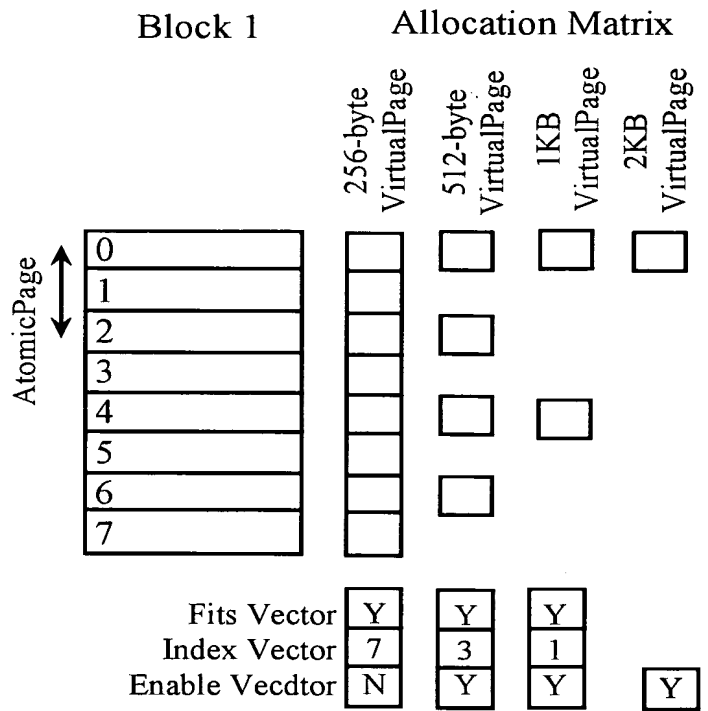 Block 1
Allocation Matrix
256-byte
VirtualPage
512-byte
VirtualPage
1KB
VirtualPage
2KB
VirtualPage
AtomicPage
0
1
2
3
4
5
6
7
Fits Vector Y Y Y
Index Vector 7 3 1
Enable Vecdtor N Y Y Y